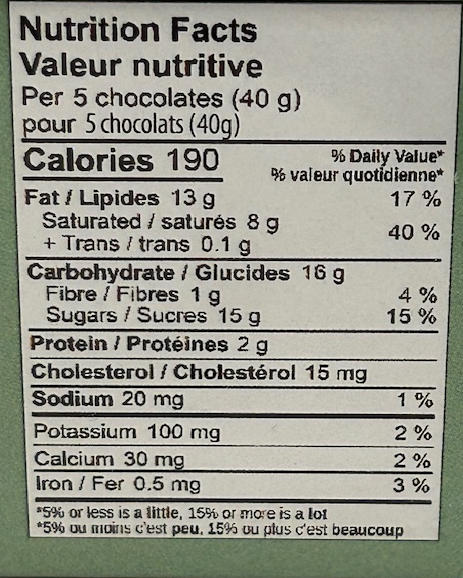 Nutrition Facts
Valeur nutritive
Per 5 chocolates (40 g)
pour 5 chocolats (40g)
Calories 190
% Daily Value*
% valeur quotidienne*
Fat / Lipides 13 g 17 %
Saturated / saturés 8 g
+ Trans / trans 0.1 g 40 %
Carbohydrate / Glucides 16 g
Fibre / Fibres 1 g 4 %
Sugars / Sucres 15 g 15 %
Protein / Protéines 2 g
Cholesterol / Cholestérol 15 mg
Sodium 20 mg 1 %
Potassium 100 mg 2 %
Calcium 30 mg 2 %
Iron / Fer 0.5 mg 3 %
*5% or less is a little, 15% or more is a lot
*5% ou moins c'est peu, 15% ou plus c'est beaucoup